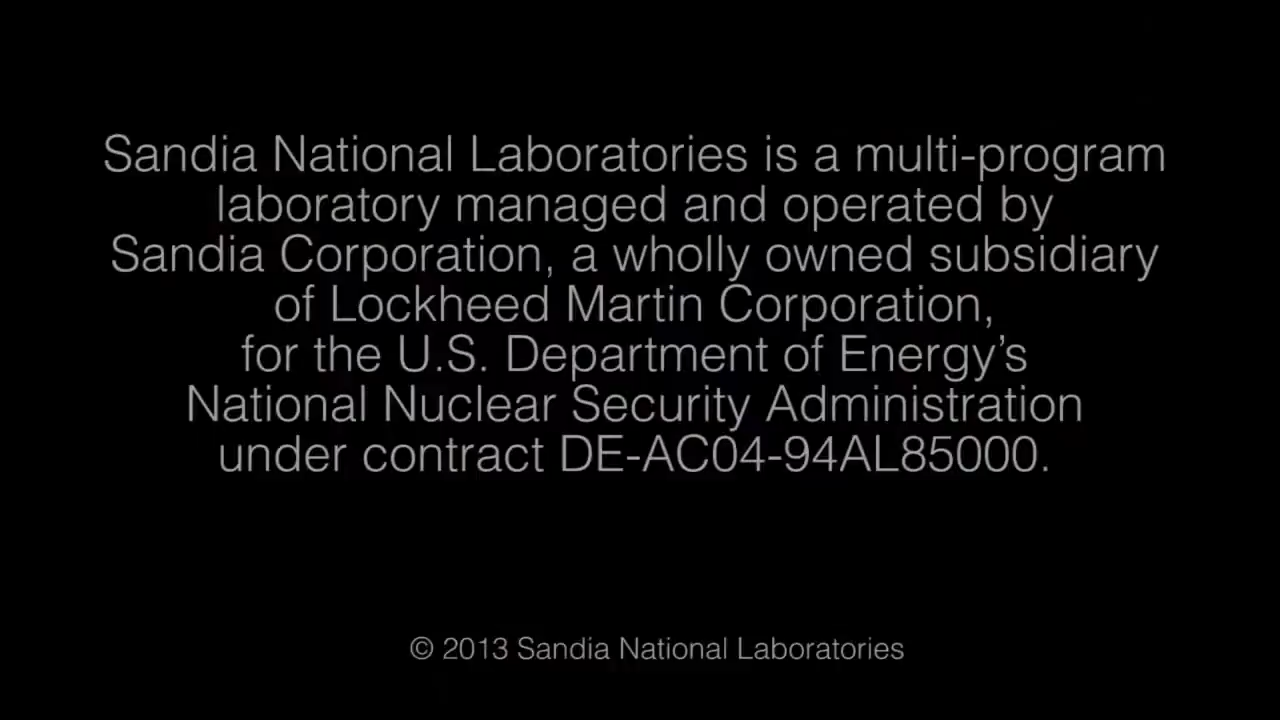 Sandia National Laboratories is a multi-program
laboratory managed and operated by
Sandia Corporation, a wholly owned subsidiary
of Lockheed Martin Corporation,
for the U.S. Department of Energy’s
National Nuclear Security Administration
under contract DE-AC04-94AL85000.
© 2013 Sandia National Laboratories